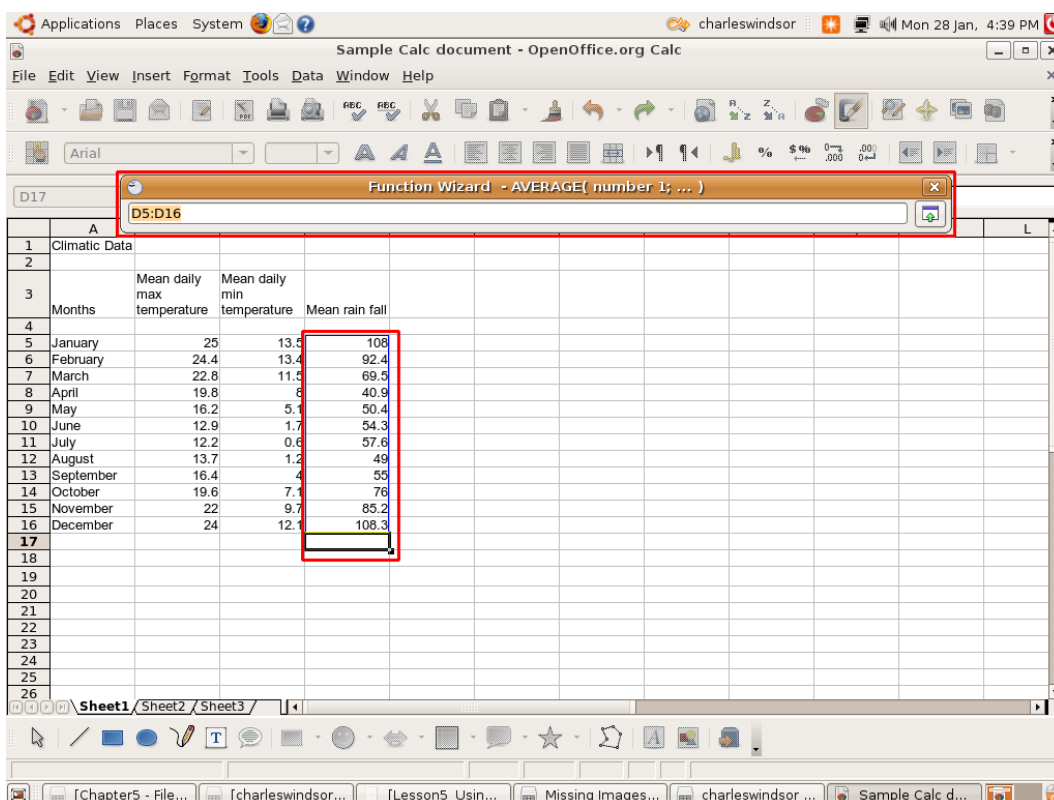 Applications Places System charleswindsor Mon 28 Jan, 4:39 PM
Sample Calc document - OpenOffice.org Calc
File Edit View Insert Format Tools Data Window Help
Arial
D17
Function Wizard - AVERAGE( number 1; ... )
D5:D16
A L
1 Climatic Data
2
3 Months Mean daily max temperature Mean daily min temperature Mean rain fall
4
5 January 25 13.5 108
6 February 24.4 13.4 92.4
7 March 22.8 11.5 69.5
8 April 19.8 8 40.9
9 May 16.2 5.1 50.4
10 June 12.9 1.7 54.3
11 July 12.2 0.6 57.6
12 August 13.7 1.2 49
13 September 16.4 4 55
14 October 19.6 7.1 76
15 November 22 9.7 85.2
16 December 24 12.1 108.3
17
18
19
20
21
22
23
24
25
26
Sheet1 Sheet2 Sheet3
[Chapter5 - File... [charleswindsor... [Lesson5_Usin... Missing Images... charleswindsor ... Sample Calc d...